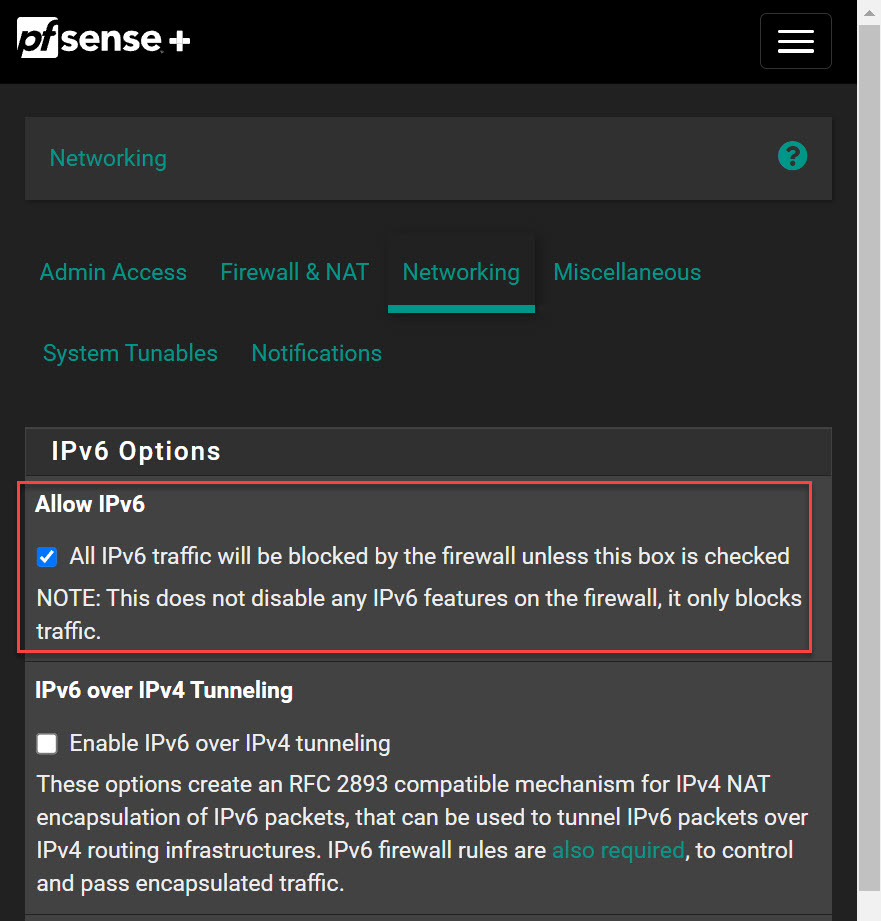 pfsense +
Networking
?
Admin Access Firewall & NAT Networking Miscellaneous
System Tunables Notifications
IPv6 Options
Allow IPv6
All IPv6 traffic will be blocked by the firewall unless this box is checked
NOTE: This does not disable any IPv6 features on the firewall, it only blocks
traffic.
IPv6 over IPv4 Tunneling
Enable IPv6 over IPv4 tunneling
These options create an RFC 2893 compatible mechanism for IPv4 NAT
encapsulation of IPv6 packets, that can be used to tunnel IPv6 packets over
IPv4 routing infrastructures. IPv6 firewall rules are also required, to control
and pass encapsulated traffic.